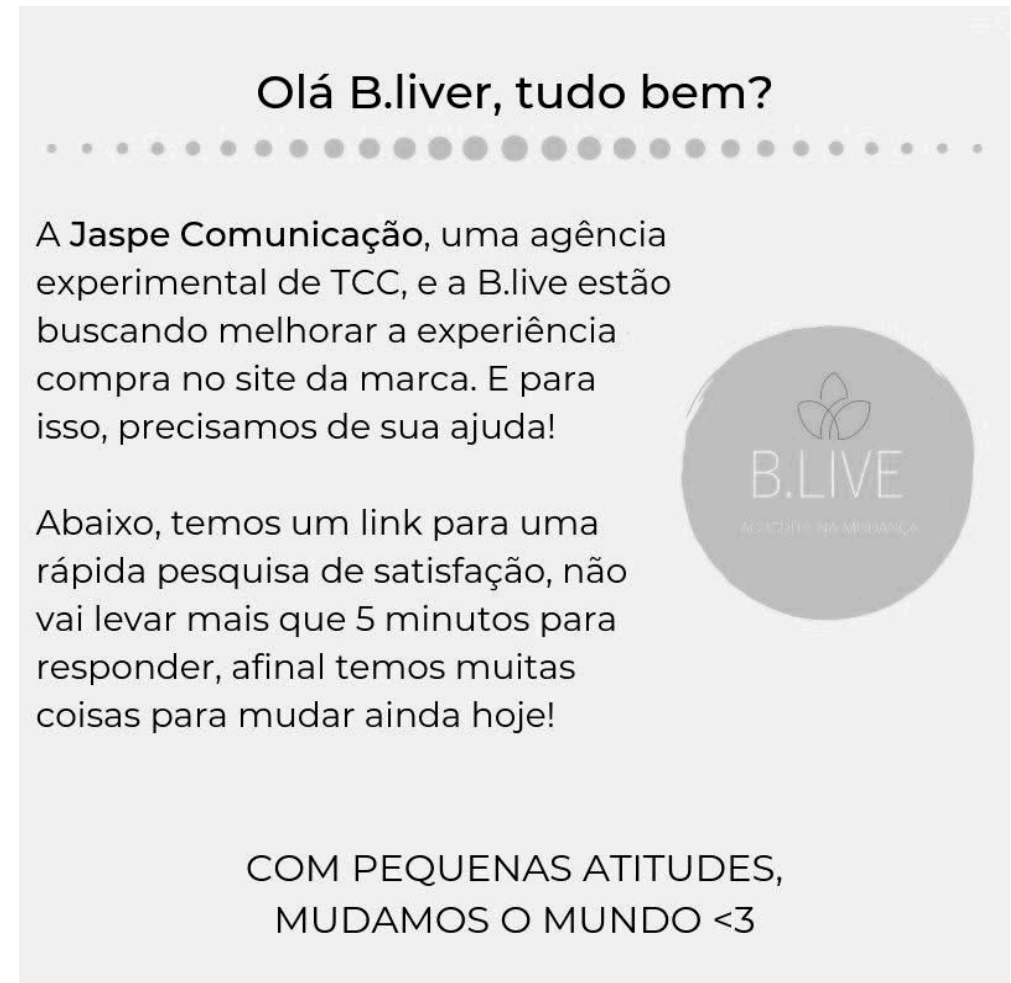 Olá B.liver, tudo bem?
A Jaspe Comunicação, uma agência
experimental de TCC, e a B.live estão
buscando melhorar a experiência
compra no site da marca. E para
isso, precisamos de sua ajuda!
Abaixo, temos um link para uma
rápida pesquisa de satisfação, não
vai levar mais que 5 minutos para
responder, afinal temos muitas
coisas para mudar ainda hoje!
B.LIVE
ACREDITE NA MUDANÇA
COM PEQUENAS ATITUDES,
MUDAMOS O MUNDO <3